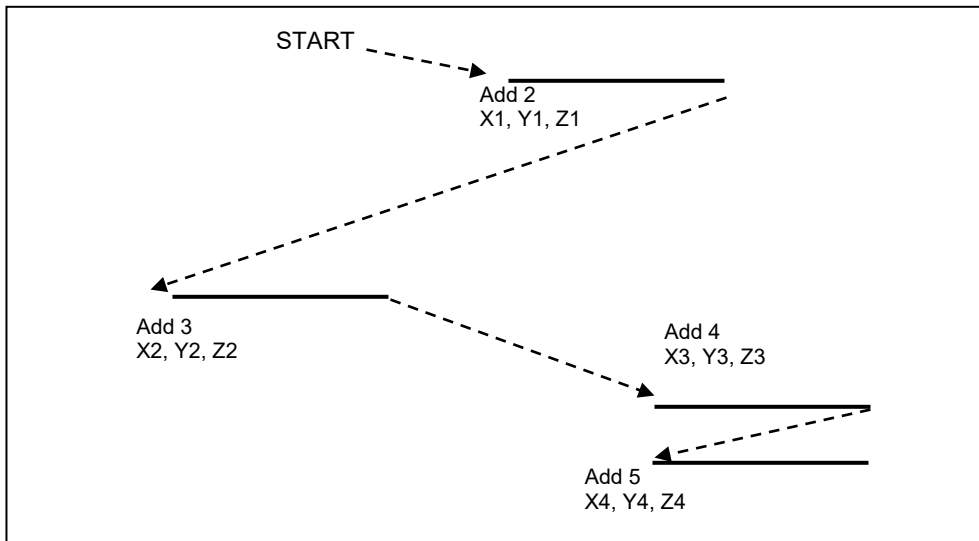 START
Add 2
X1, Y1, Z1
Add 3
X2, Y2, Z2
Add 4
X3, Y3, Z3
Add 5
X4, Y4, Z4